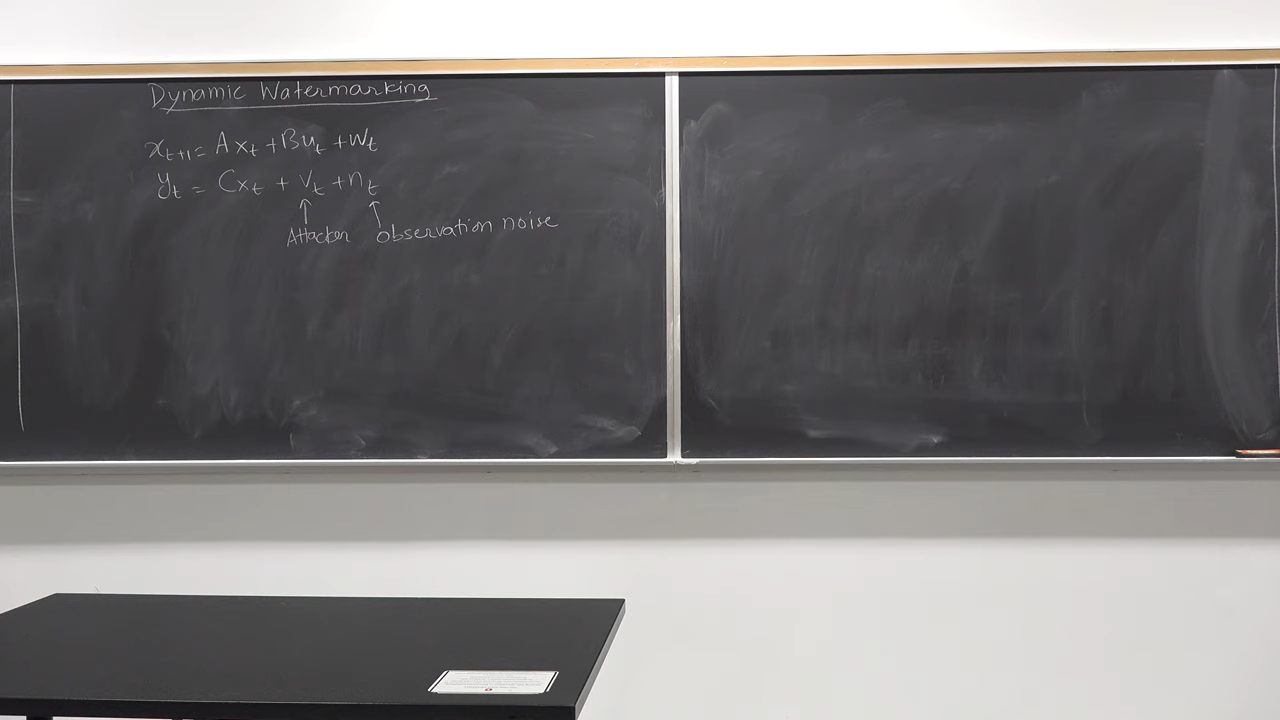 Dynamic Watermarking
x_{t+1} = Ax_t + Bu_t + w_t
y_t = Cx_t + v_t + n_t
↑ ↑
Attacker observation noise